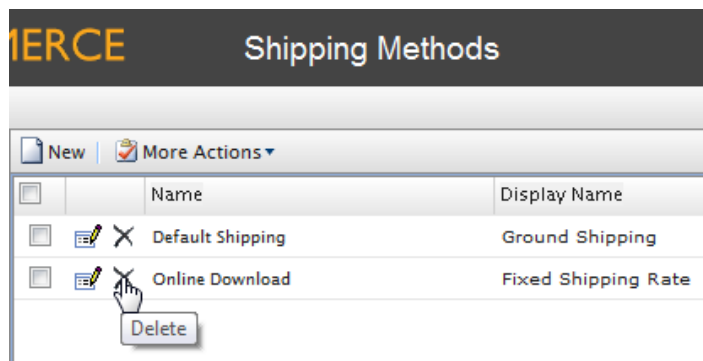 MERCE Shipping Methods
New More Actions
Name Display Name
Default Shipping Ground Shipping
Online Download Fixed Shipping Rate
Delete